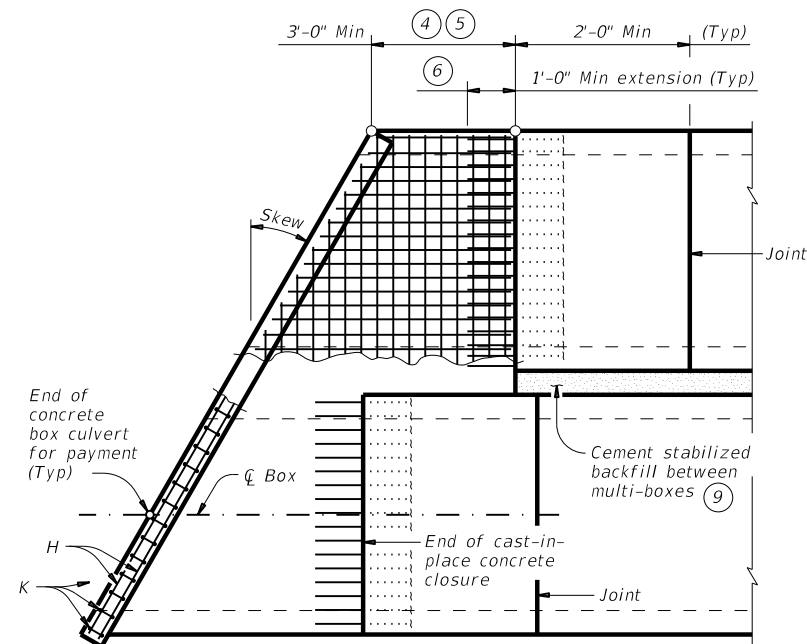 3'-0" Min
4 5
2'-0" Min
(Typ)
6
1'-0" Min extension (Typ)
Skew
Joint
End of
concrete
box culvert
for payment
(Typ)
℄ Box
Cement stabilized
backfill between
multi-boxes 9
H
K
End of cast-in-
place concrete
closure
Joint